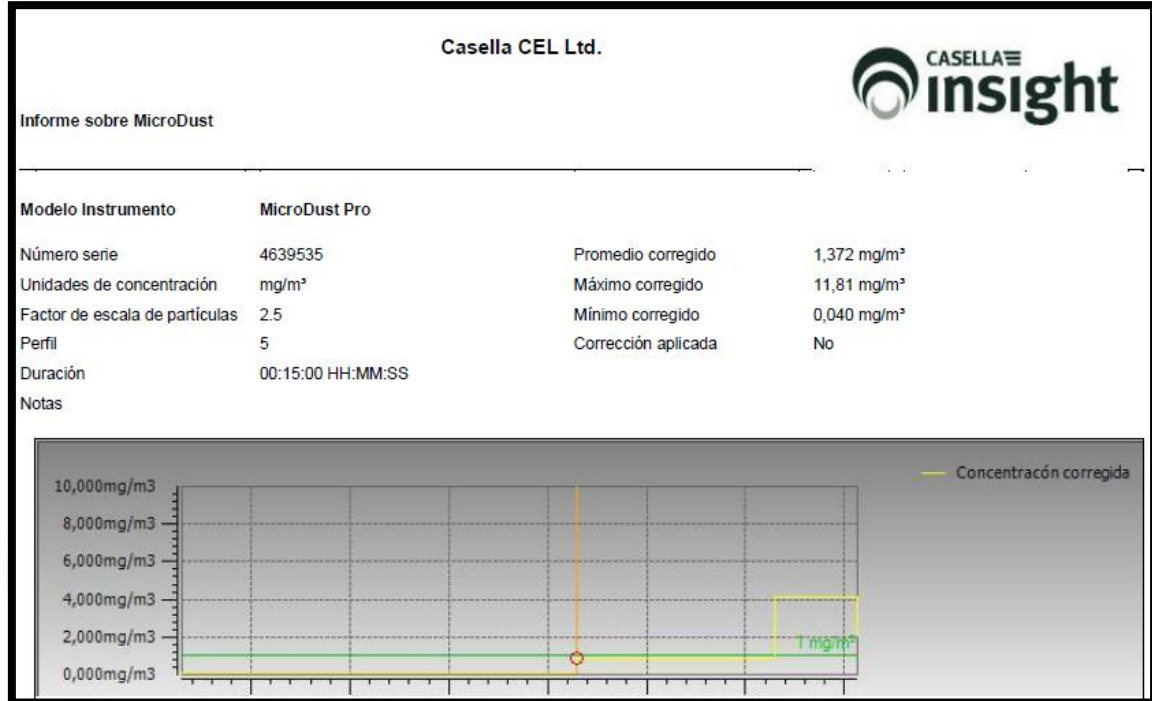 Casella CEL Ltd.
CASELLA
insight
Informe sobre MicroDust
Modelo Instrumento MicroDust Pro
Número serie 4639535 Promedio corregido 1,372 mg/m³
Unidades de concentración mg/m³ Máximo corregido 11,81 mg/m³
Factor de escala de partículas 2.5 Mínimo corregido 0,040 mg/m³
Perfil 5 Corrección aplicada No
Duración 00:15:00 HH:MM:SS
Notas
Concentracón corregida
10,000mg/m3
8,000mg/m3
6,000mg/m3
4,000mg/m3
2,000mg/m3
1 mg/m³
0,000mg/m3